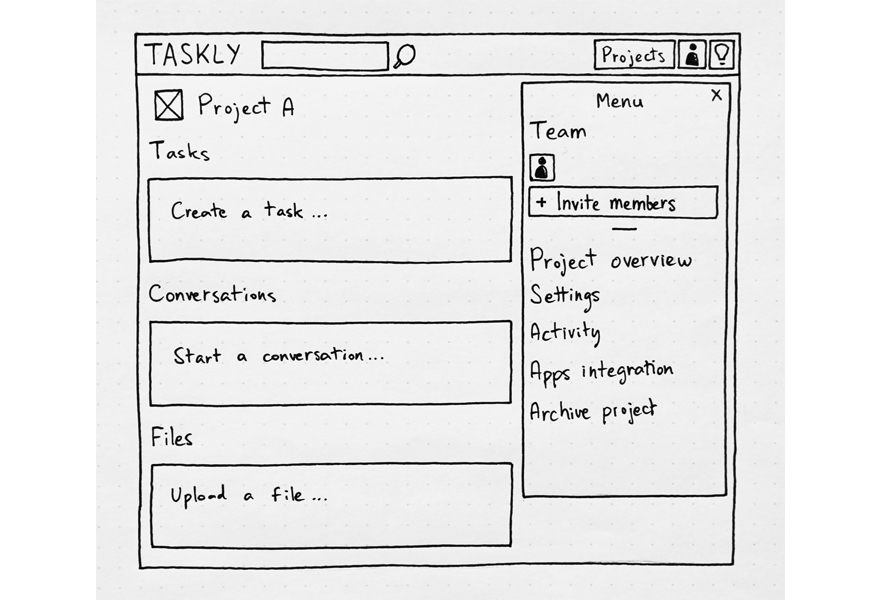 TASKLY
Projects
Project A
Tasks
Create a task...
Conversations
Start a conversation...
Files
Upload a file...
Menu
X
Team
+ Invite members
Project overview
Settings
Activity
Apps integration
Archive project